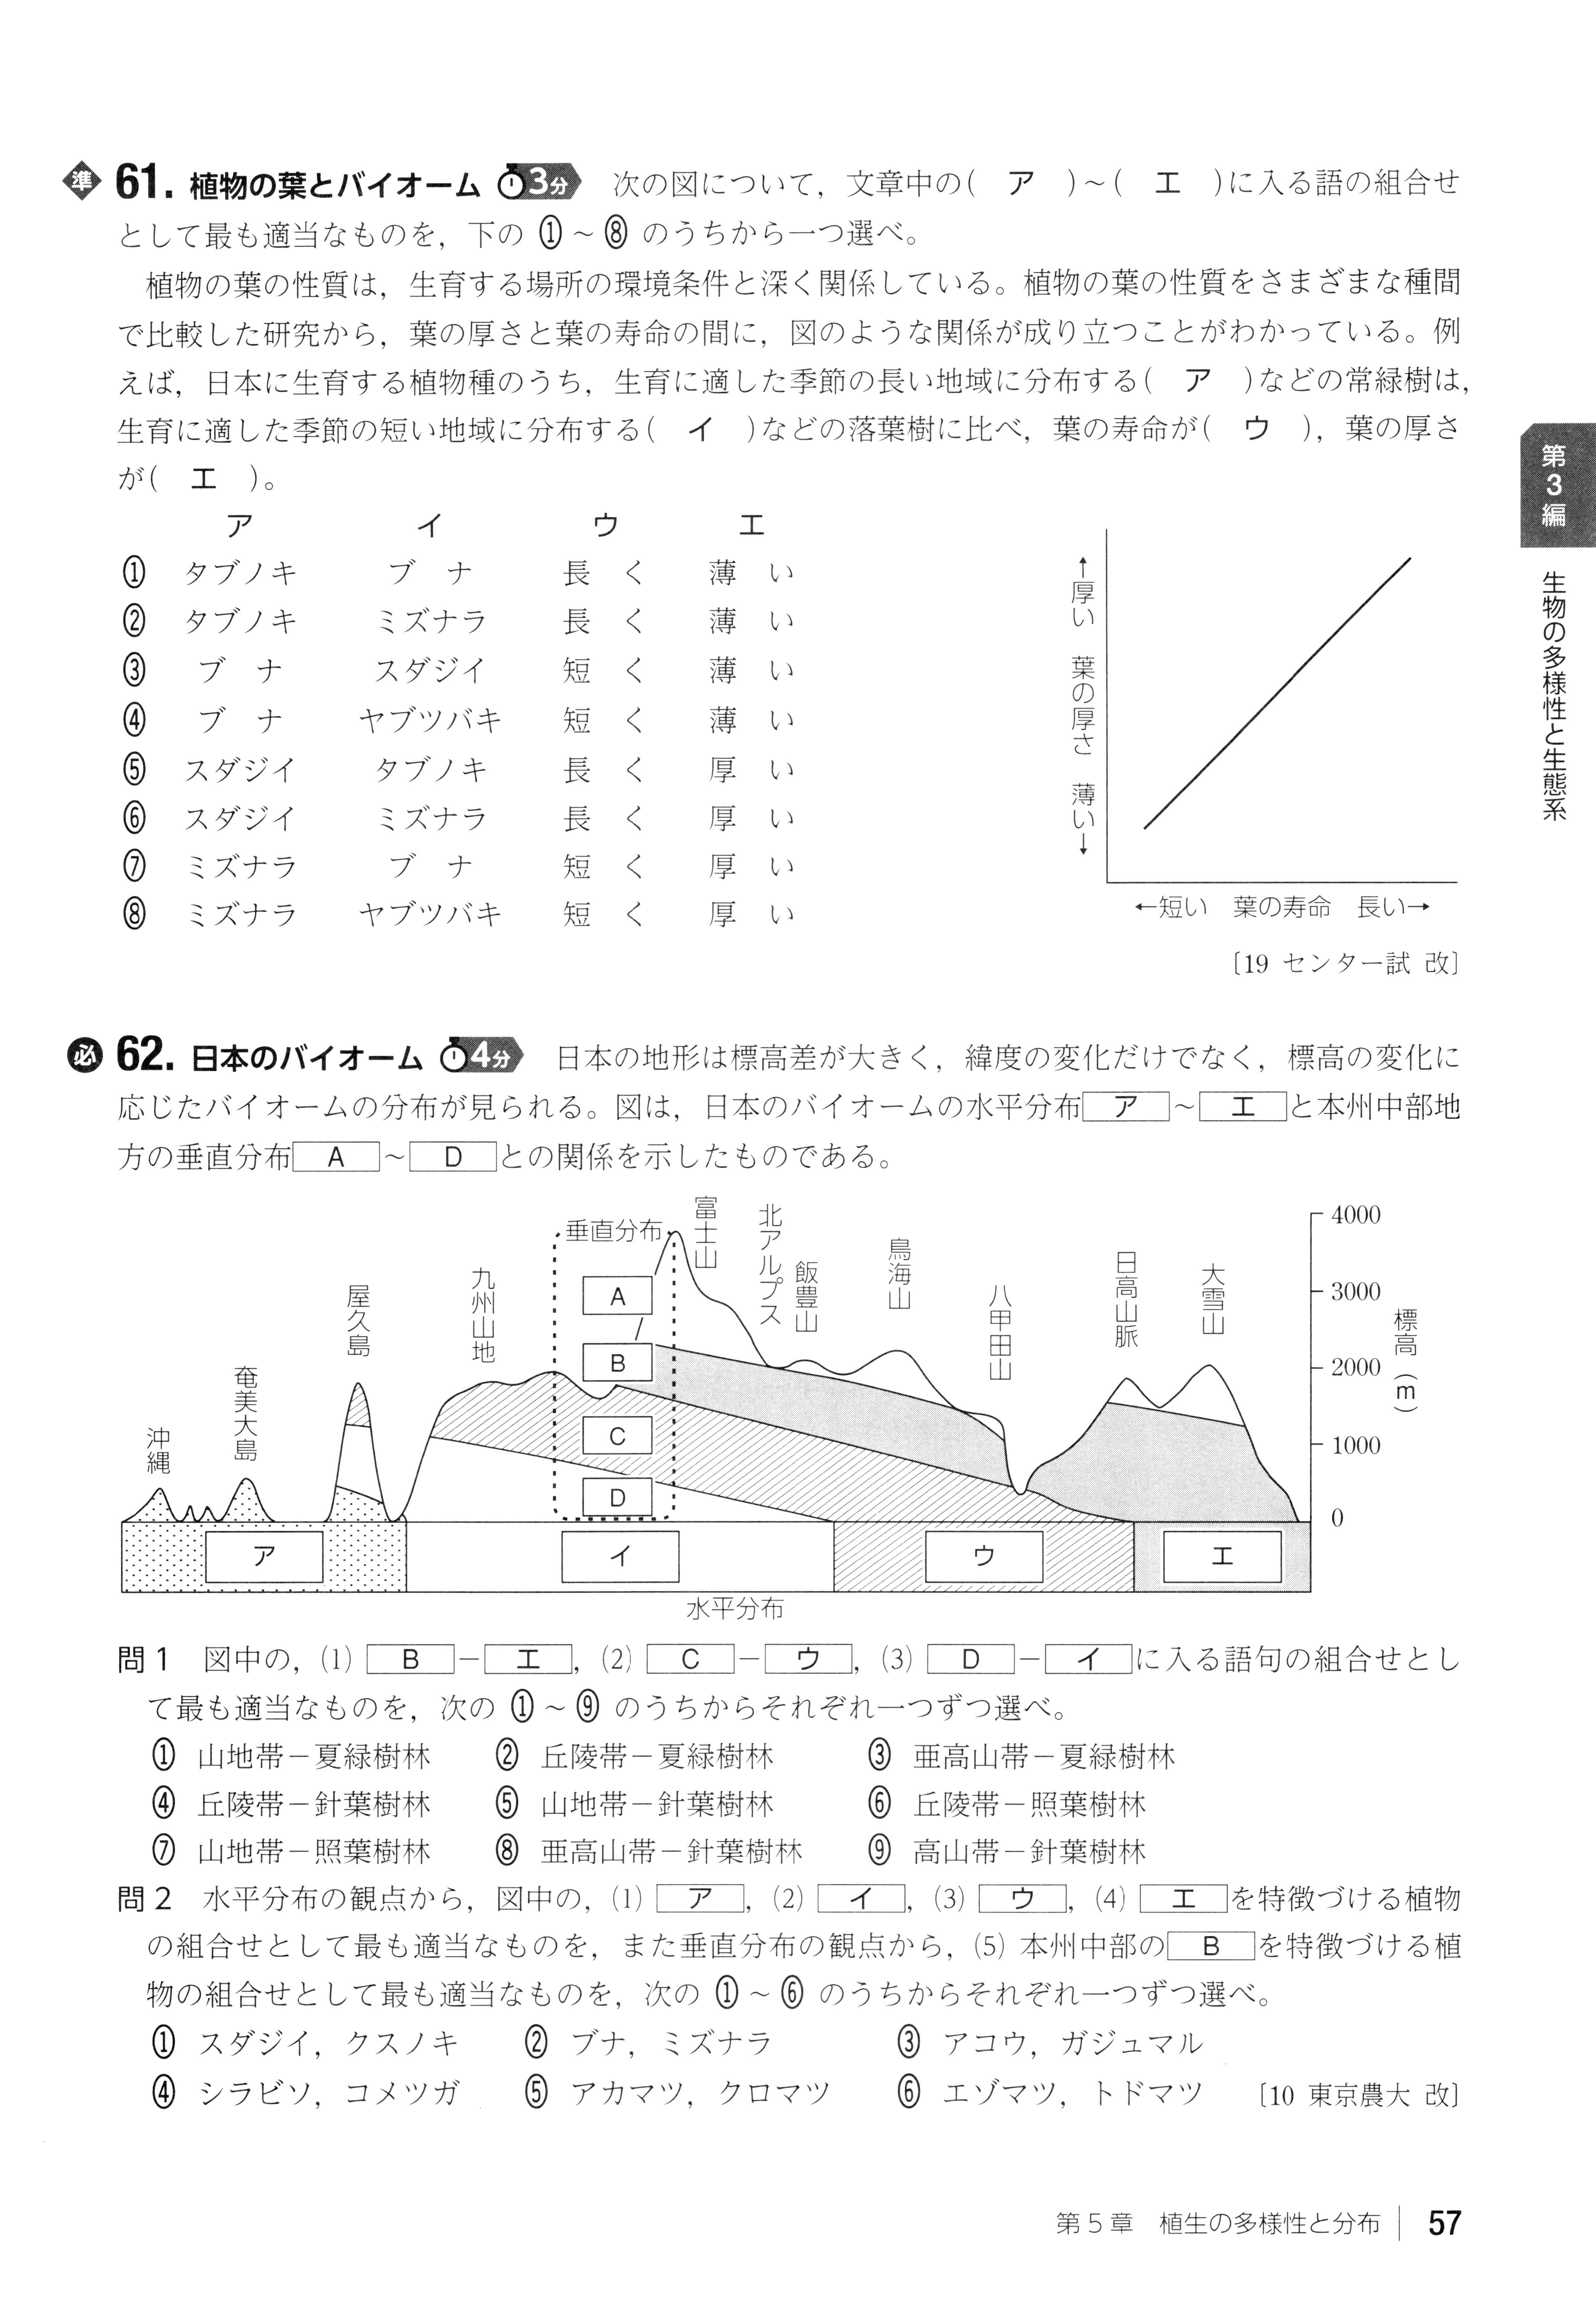 準 61. 植物の葉とバイオーム 3分 次の図について，文章中の( ア )～( エ )に入る語の組合せ
として最も適当なものを，下の ①～⑧ のうちから一つ選べ。
植物の葉の性質は，生育する場所の環境条件と深く関係している。植物の葉の性質をさまざまな種間
で比較した研究から，葉の厚さと葉の寿命の間に，図のような関係が成り立つことがわかっている。例
えば，日本に生育する植物種のうち，生育に適した季節の長い地域に分布する( ア )などの常緑樹は，
生育に適した季節の短い地域に分布する( イ )などの落葉樹に比べ，葉の寿命が( ウ )，葉の厚さ
が( エ )。
ア イ ウ エ
① タブノキ ブ ナ 長 く 薄 い
② タブノキ ミズナラ 長 く 薄 い
③ ブ ナ スダジイ 短 く 薄 い
④ ブ ナ ヤブツバキ 短 く 薄 い
⑤ スダジイ タブノキ 長 く 厚 い
⑥ スダジイ ミズナラ 長 く 厚 い
⑦ ミズナラ ブ ナ 短 く 厚 い
⑧ ミズナラ ヤブツバキ 短 く 厚 い
↑厚い 葉の厚さ 薄い↓
←短い 葉の寿命 長い→
〔19 センター試 改〕
第3編 生物の多様性と生態系
必 62. 日本のバイオーム 4分 日本の地形は標高差が大きく，緯度の変化だけでなく，標高の変化に
応じたバイオームの分布が見られる。図は，日本のバイオームの水平分布 ア ～ エ と本州中部地
方の垂直分布 A ～ D との関係を示したものである。
沖縄
奄美大島
屋久島
九州山地
垂直分布
富士山
北アルプス
飯豊山
鳥海山
八甲田山
日高山脈
大雪山
A
B
C
D
4000
3000
2000
1000
0
標高(m)
ア
イ
ウ
エ
水平分布
問1 図中の，(1) B － エ ，(2) C － ウ ，(3) D － イ に入る語句の組合せとし
て最も適当なものを，次の ①～⑨ のうちからそれぞれ一つずつ選べ。
① 山地帯－夏緑樹林 ② 丘陵帯－夏緑樹林 ③ 亜高山帯－夏緑樹林
④ 丘陵帯－針葉樹林 ⑤ 山地帯－針葉樹林 ⑥ 丘陵帯－照葉樹林
⑦ 山地帯－照葉樹林 ⑧ 亜高山帯－針葉樹林 ⑨ 高山帯－針葉樹林
問2 水平分布の観点から，図中の，(1) ア ，(2) イ ，(3) ウ ，(4) エ を特徴づける植物
の組合せとして最も適当なものを，また垂直分布の観点から，(5) 本州中部の B を特徴づける植
物の組合せとして最も適当なものを，次の ①～⑥ のうちからそれぞれ一つずつ選べ。
① スダジイ，クスノキ ② ブナ，ミズナラ ③ アコウ，ガジュマル
④ シラビソ，コメツガ ⑤ アカマツ，クロマツ ⑥ エゾマツ，トドマツ 〔10 東京農大 改〕
第5章 植生の多様性と分布 57